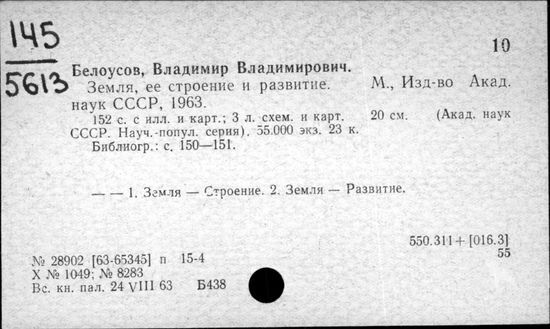 145
5613
10
Белоусов, Владимир Владимирович.
Земля, ее строение и развитие. М., Изд-во Акад.
наук СССР, 1963.
152 с. с илл. и карт.; 3 л. схем. и карт. 20 см. (Акад. наук
СССР. Науч.-попул. серия). 35.000 экз. 23 к.
Библиогр.: с. 150—151.
— — 1. Земля — Строение. 2. Земля — Развитие.
550.311+[016.3]
55
№ 28902 [63-65345] п 15-4
Х № 1049; № 8283
Вс. кн. пал. 24 VIII 63 Б438